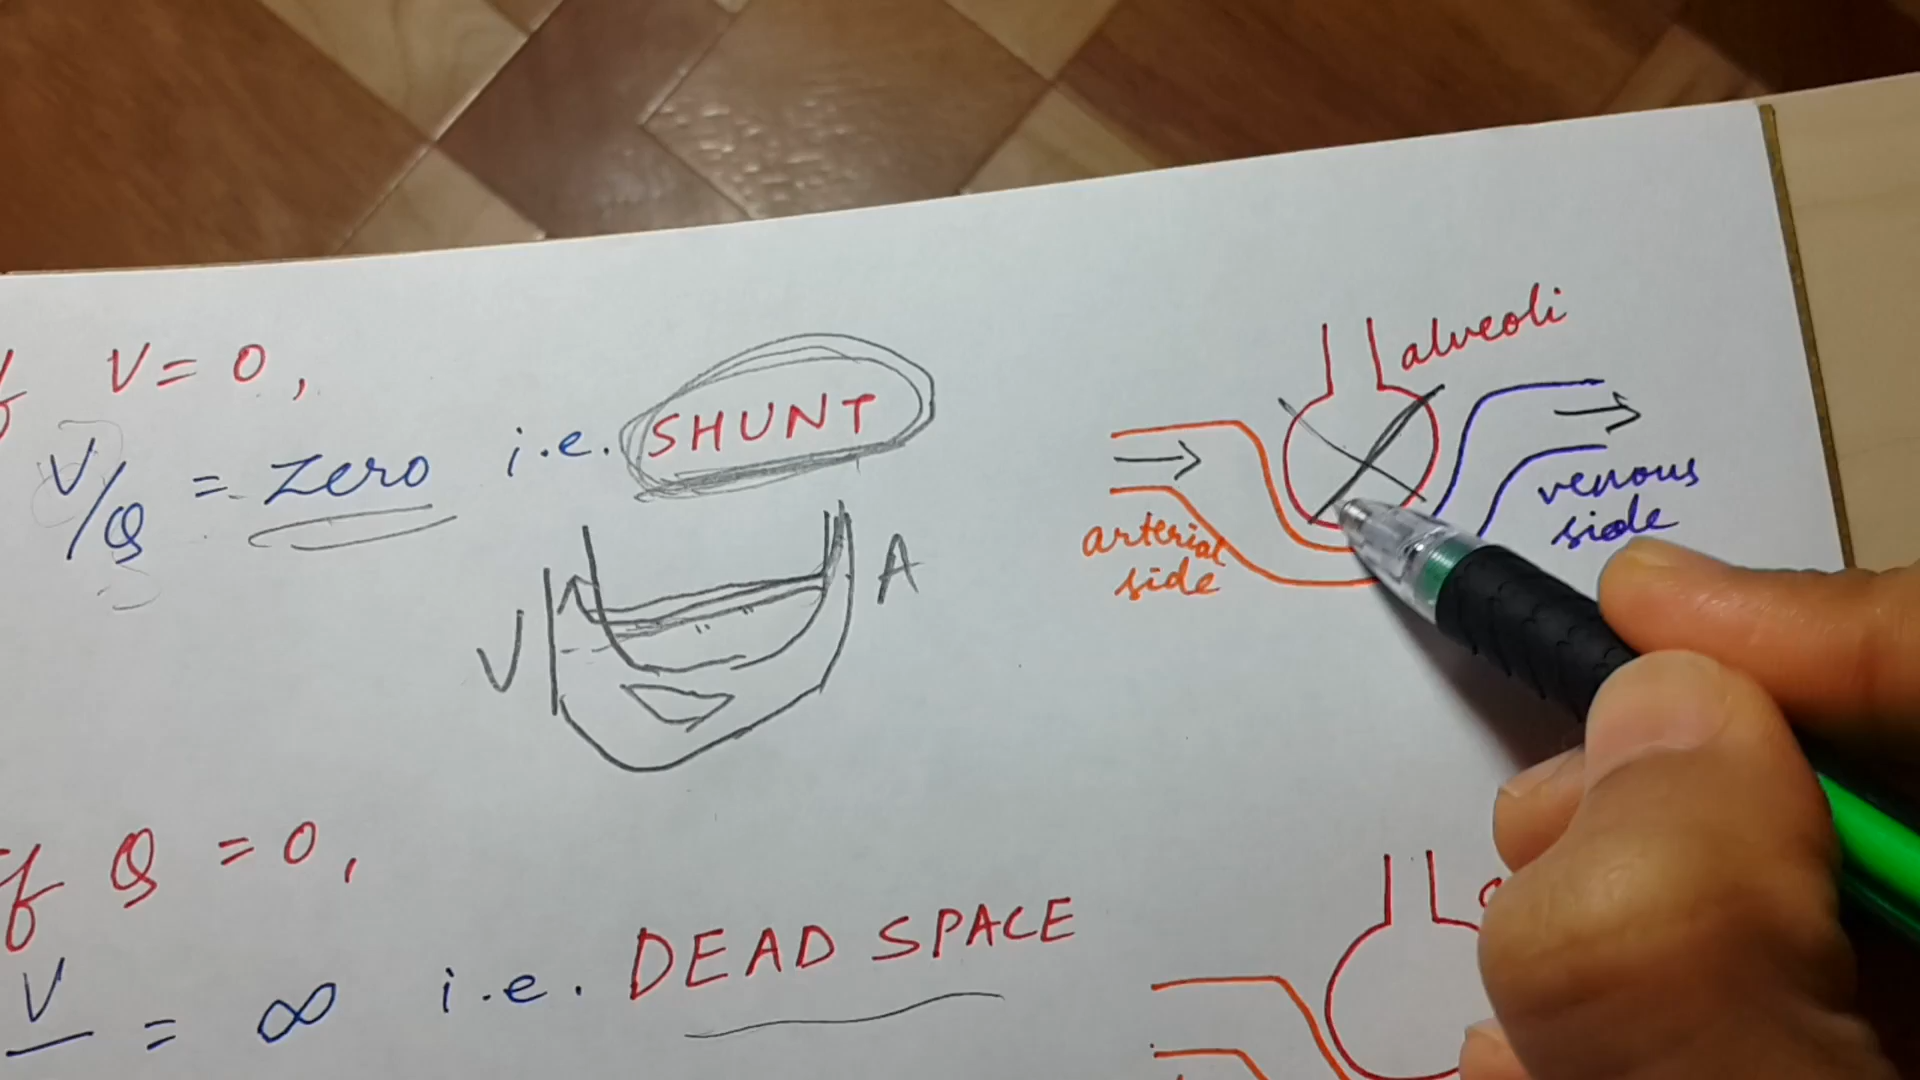 f V = 0,
V/Q = Zero i.e. SHUNT
alveoli
arterial
side
venous
side
V
A
f Q = 0,
V
— = ∞ i.e. DEAD SPACE